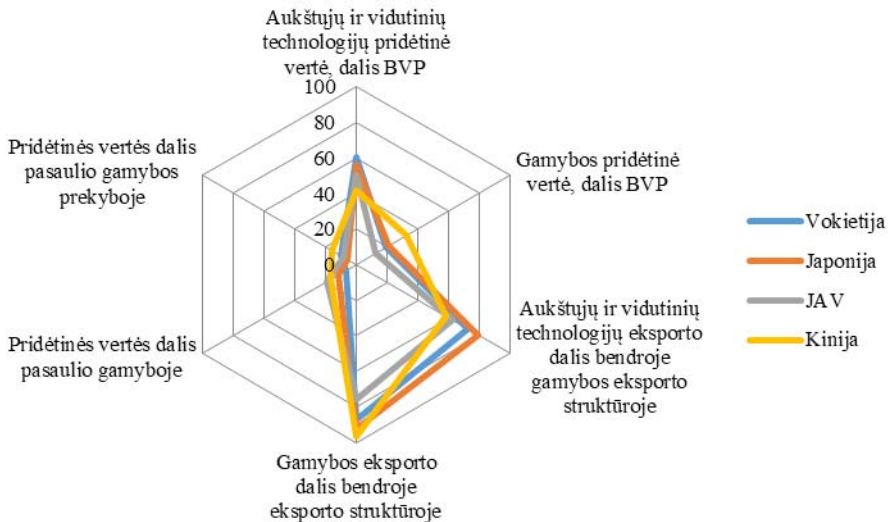 Aukštųjų ir vidutinių
technologijų pridėtinė
vertė, dalis BVP
100
80
60
40
20
0
Gamybos pridėtinė
vertė, dalis BVP
Aukštųjų ir vidutinių
technologijų eksporto
dalis bendroje
gamybos eksporto
struktūroje
Gamybos eksporto
dalis bendroje
eksporto struktūroje
Pridėtinės vertės dalis
pasaulio gamyboje
Pridėtinės vertės dalis
pasaulio gamybos
prekyboje
Vokietija
Japonija
JAV
Kinija